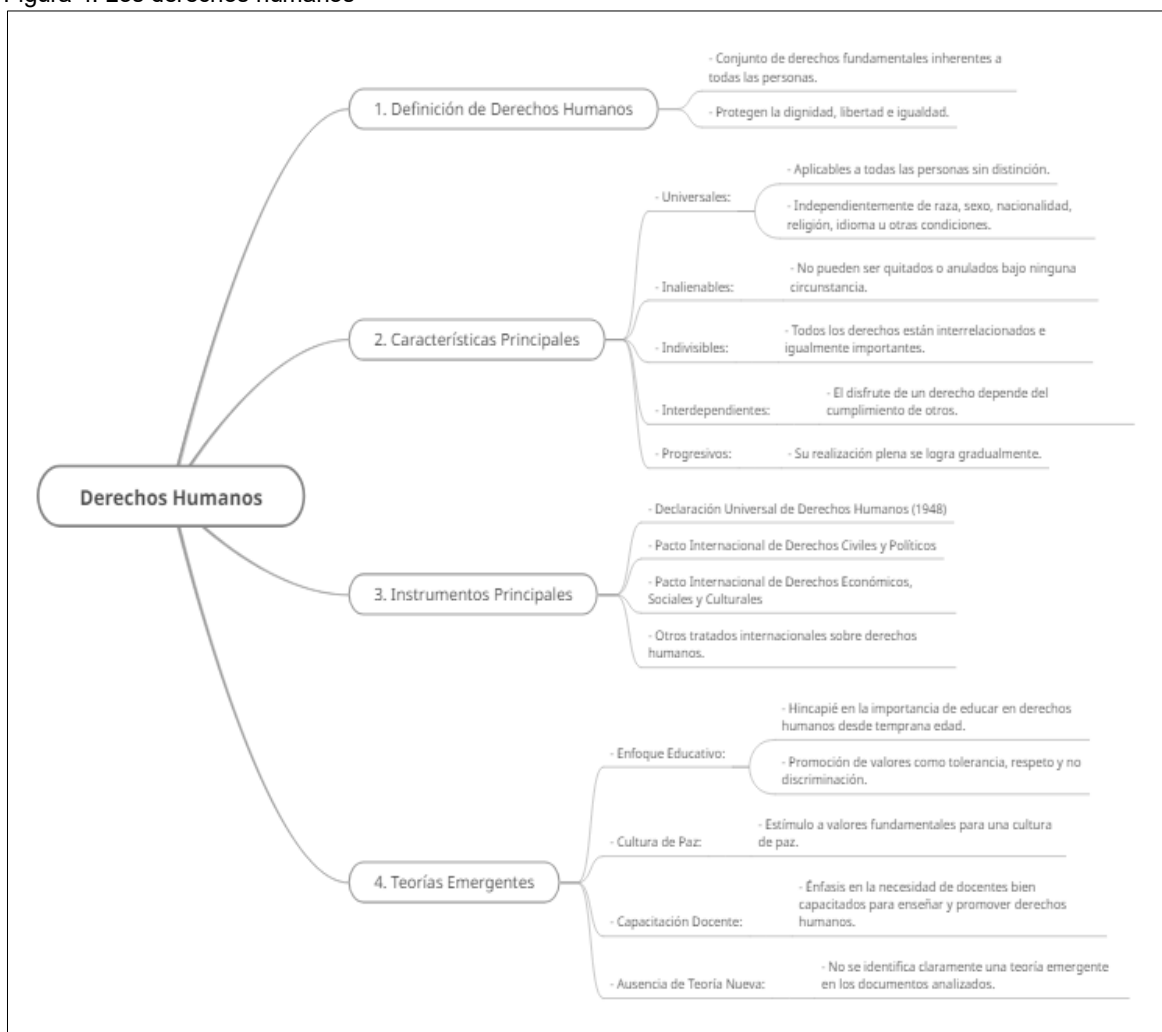 1. Definición de Derechos Humanos
- Conjunto de derechos fundamentales inherentes a
todas las personas.
- Protegen la dignidad, libertad e igualdad.
2. Características Principales
- Universales:
- Aplicables a todas las personas sin distinción.
- Independientemente de raza, sexo, nacionalidad,
religión, idioma u otras condiciones.
- Inalienables:
- No pueden ser quitados o anulados bajo ninguna
circunstancia.
- Indivisibles:
- Todos los derechos están interrelacionados e
igualmente importantes.
- Interdependientes:
- El disfrute de un derecho depende del
cumplimiento de otros.
- Progresivos:
- Su realización plena se logra gradualmente.
Derechos Humanos
3. Instrumentos Principales
- Declaración Universal de Derechos Humanos (1948)
- Pacto Internacional de Derechos Civiles y Políticos
- Pacto Internacional de Derechos Económicos,
Sociales y Culturales
- Otros tratados internacionales sobre derechos
humanos.
4. Teorías Emergentes
- Enfoque Educativo:
- Hincapié en la importancia de educar en derechos
humanos desde temprana edad.
- Promoción de valores como tolerancia, respeto y no
discriminación.
- Cultura de Paz:
- Estímulo a valores fundamentales para una cultura
de paz.
- Capacitación Docente:
- Énfasis en la necesidad de docentes bien
capacitados para enseñar y promover derechos
humanos.
- Ausencia de Teoría Nueva:
- No se identifica claramente una teoría emergente
en los documentos analizados.